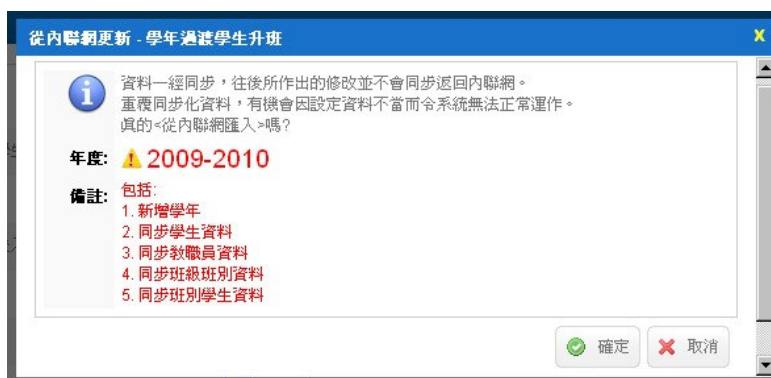 從內聯網更新 - 學年過渡學生升班
X
資料一經同步，往後所作出的修改並不會同步返回內聯網。
重覆同步化資料，有機會因設定資料不當而令系統無法正常運作。
真的<從內聯網匯入>嗎?
年度: 2009-2010
備註: 包括:
1. 新增學年
2. 同步學生資料
3. 同步教職員資料
4. 同步班級班別資料
5. 同步班別學生資料
確定 取消